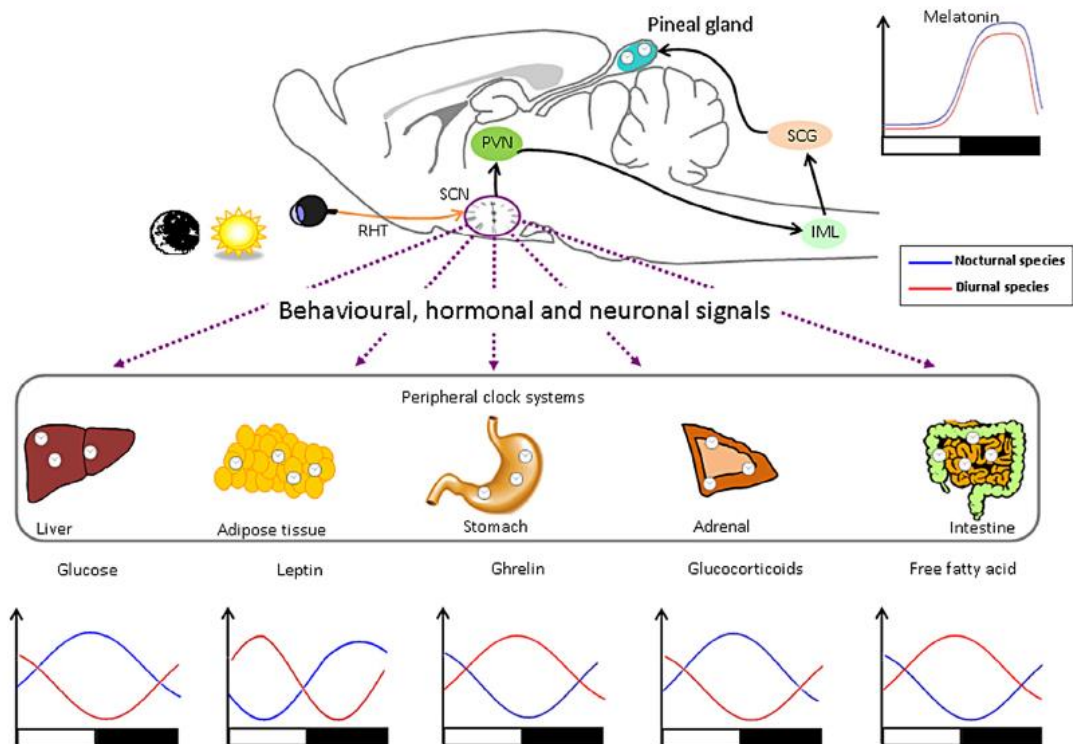 Pineal gland
Melatonin
PVN
SCG
SCN
RHT
IML
Nocturnal species
Diurnal species
Behavioural, hormonal and neuronal signals
Peripheral clock systems
Liver
Adipose tissue
Stomach
Adrenal
Intestine
Glucose
Leptin
Ghrelin
Glucocorticoids
Free fatty acid